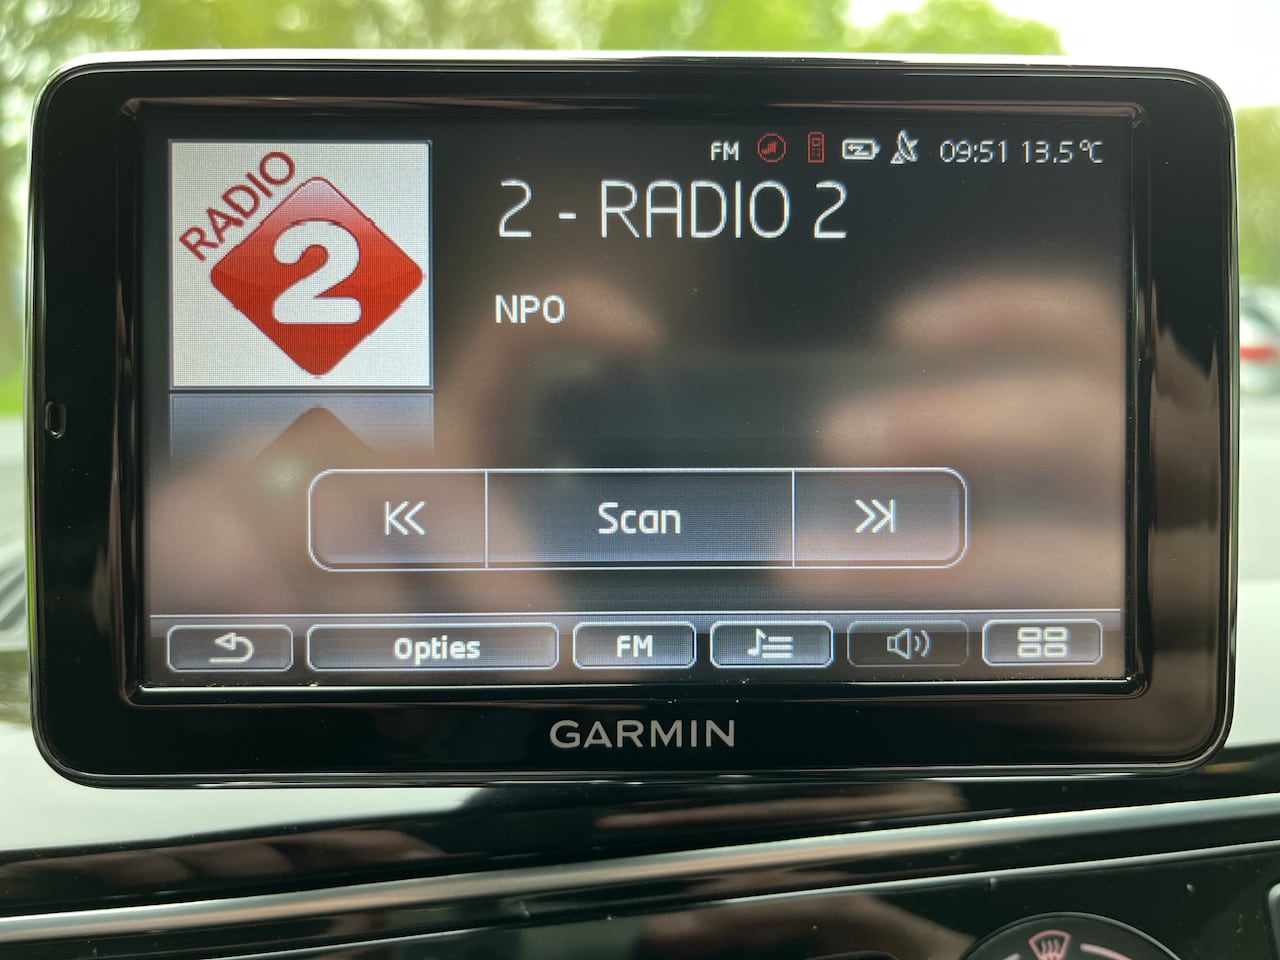 RADIO
2
FM 09:51 13.5°C
2 - RADIO 2
NPO
Scan
Opties
FM
GARMIN